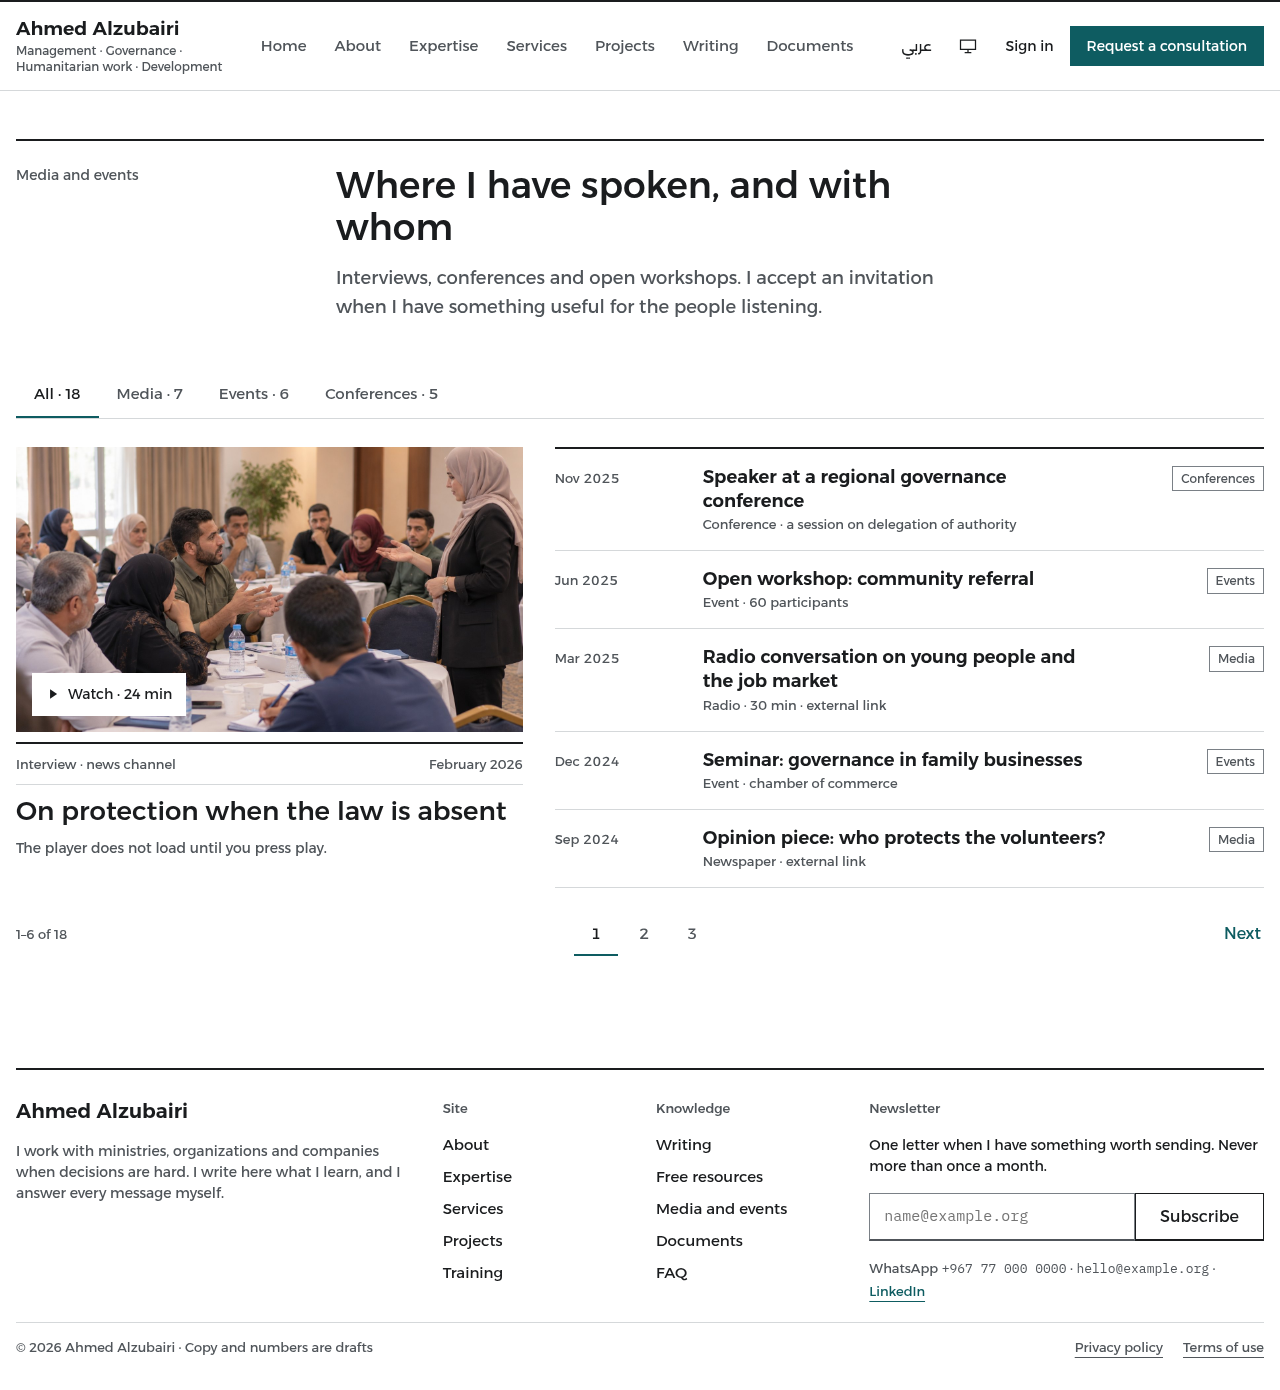 Ahmed Alzubairi
Management · Governance ·
Humanitarian work · Development
Home
About
Expertise
Services
Projects
Writing
Documents
عربي
Sign in
Request a consultation
Media and events
Where I have spoken, and with
whom
Interviews, conferences and open workshops. I accept an invitation
when I have something useful for the people listening.
All · 18
Media · 7
Events · 6
Conferences · 5
Watch · 24 min
Interview · news channel
February 2026
On protection when the law is absent
The player does not load until you press play.
Nov 2025
Speaker at a regional governance
conference
Conference · a session on delegation of authority
Conferences
Jun 2025
Open workshop: community referral
Event · 60 participants
Events
Mar 2025
Radio conversation on young people and
the job market
Radio · 30 min · external link
Media
Dec 2024
Seminar: governance in family businesses
Event · chamber of commerce
Events
Sep 2024
Opinion piece: who protects the volunteers?
Newspaper · external link
Media
1–6 of 18
1
2
3
Next
Ahmed Alzubairi
I work with ministries, organizations and companies
when decisions are hard. I write here what I learn, and I
answer every message myself.
Site
About
Expertise
Services
Projects
Training
Knowledge
Writing
Free resources
Media and events
Documents
FAQ
Newsletter
One letter when I have something worth sending. Never
more than once a month.
name@example.org
Subscribe
WhatsApp +967 77 000 0000 · hello@example.org ·
LinkedIn
© 2026 Ahmed Alzubairi · Copy and numbers are drafts
Privacy policy
Terms of use